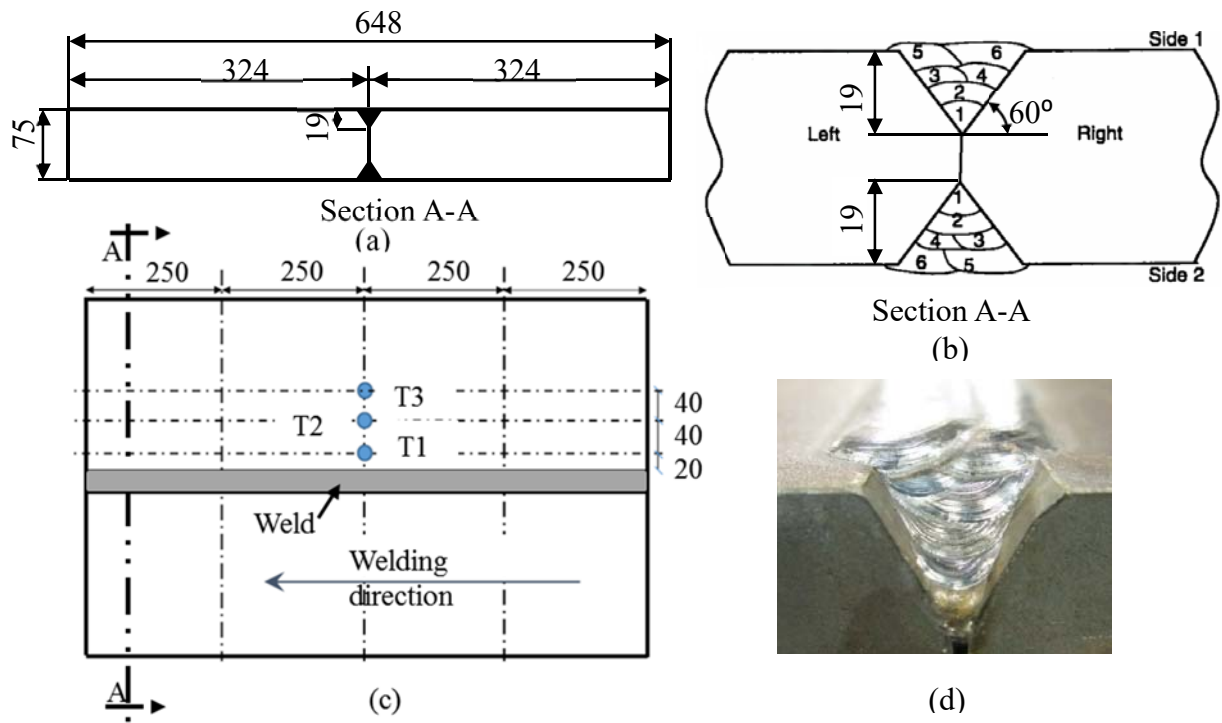 648
324 324
75
19
Section A-A
(a)
Side 1
5 6
3 4
2
1
19
60º
Left Right
19
1
2
4 3
6 5
Side 2
Section A-A
(b)
A
250 250 250 250
T3
T2
T1
40
40
20
Weld
Welding
direction
A
(c)
(d)